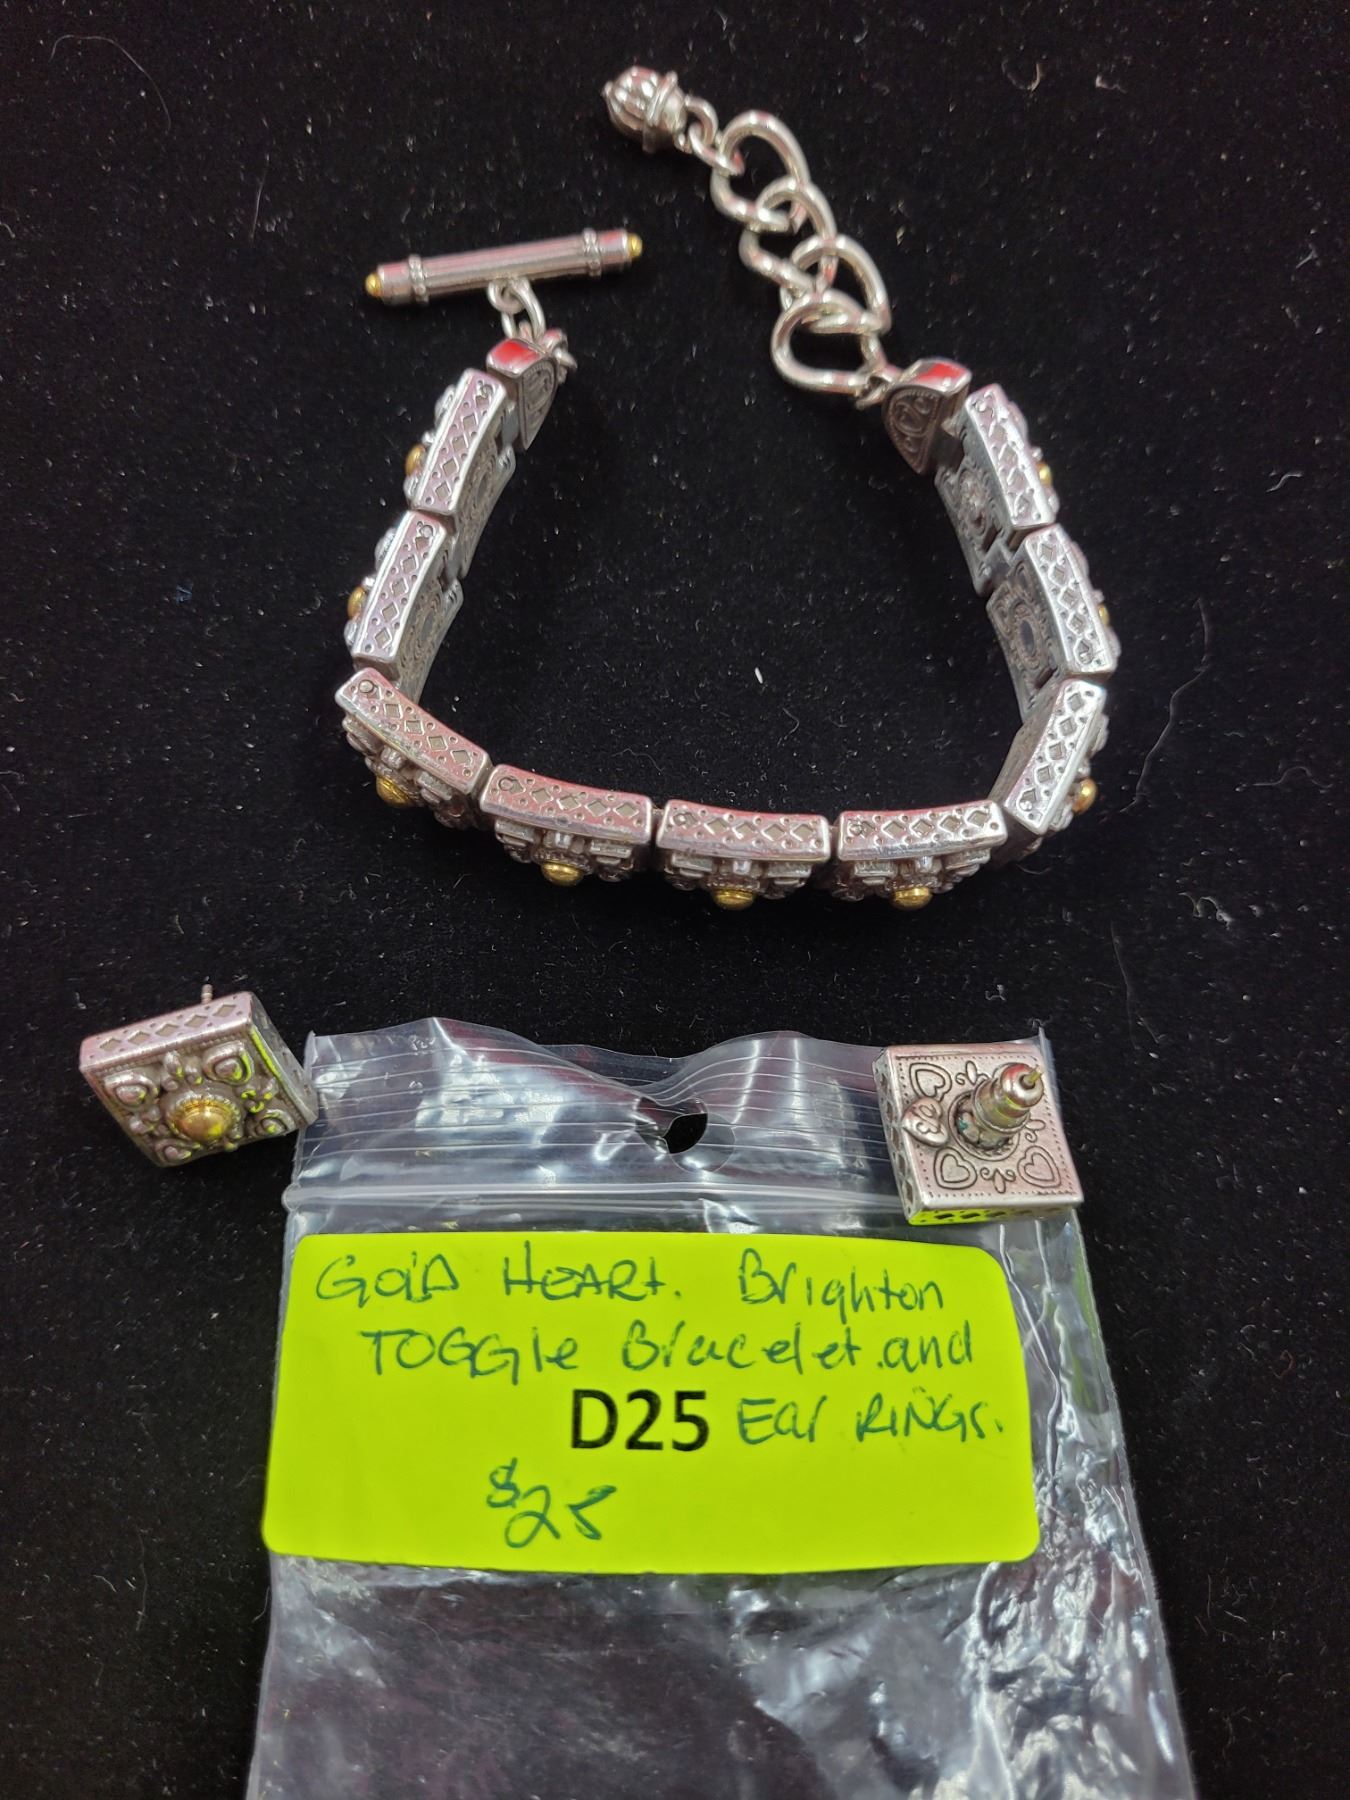 Gold HEARt. Brighton
TOGGle Bracelet.and
D25 Ear RINGs.
$25